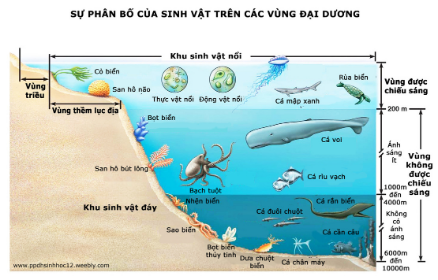 SỰ PHÂN BỐ CỦA SINH VẬT TRÊN CÁC VÙNG ĐẠI DƯƠNG
Khu sinh vật nổi
Cỏ biển
San hô não
Thực vật nổi
Động vật nổi
Cá mập xanh
Rùa biển
Vùng
triều
Vùng được
chiếu
sáng
Vùng thềm lục địa
200 m
Bọt biển
Cá voi
Ánh
sáng
ít
Vùng
không được
chiếu
sáng
San hô bút lông
Bạch tuột
Cá rìu vạch
1000m
đến
4000m
Khu sinh vật đáy
Nhện biển
Cá rắn biển
Cá đuôi chuột
Không
có
ánh
sáng
Sao biển
Cá cần câu
Bọt biển
thủy tinh
Dưa chuột
biển
Cá chân máy
6000m
đến
10000m
www.ppdhsinhhoc12.weebly.com